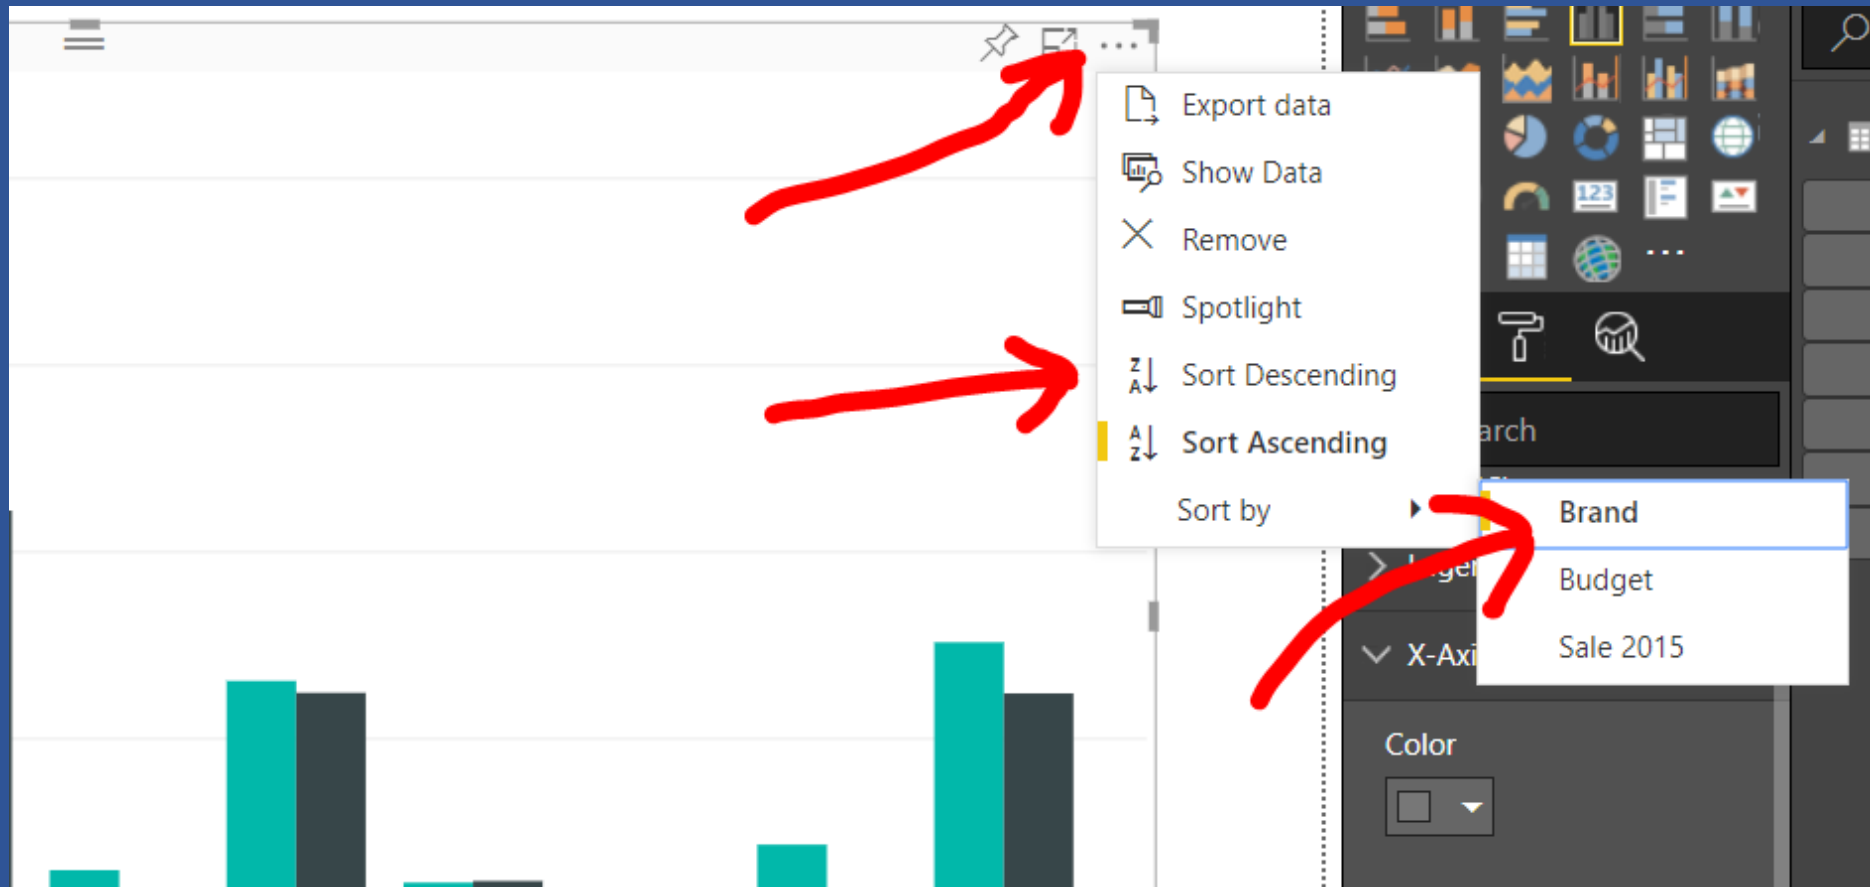 Export data
Show Data
Remove
Spotlight
Sort Descending
Sort Ascending
Sort by
Brand
Budget
Sale 2015
123
arch
X-Axi
Color